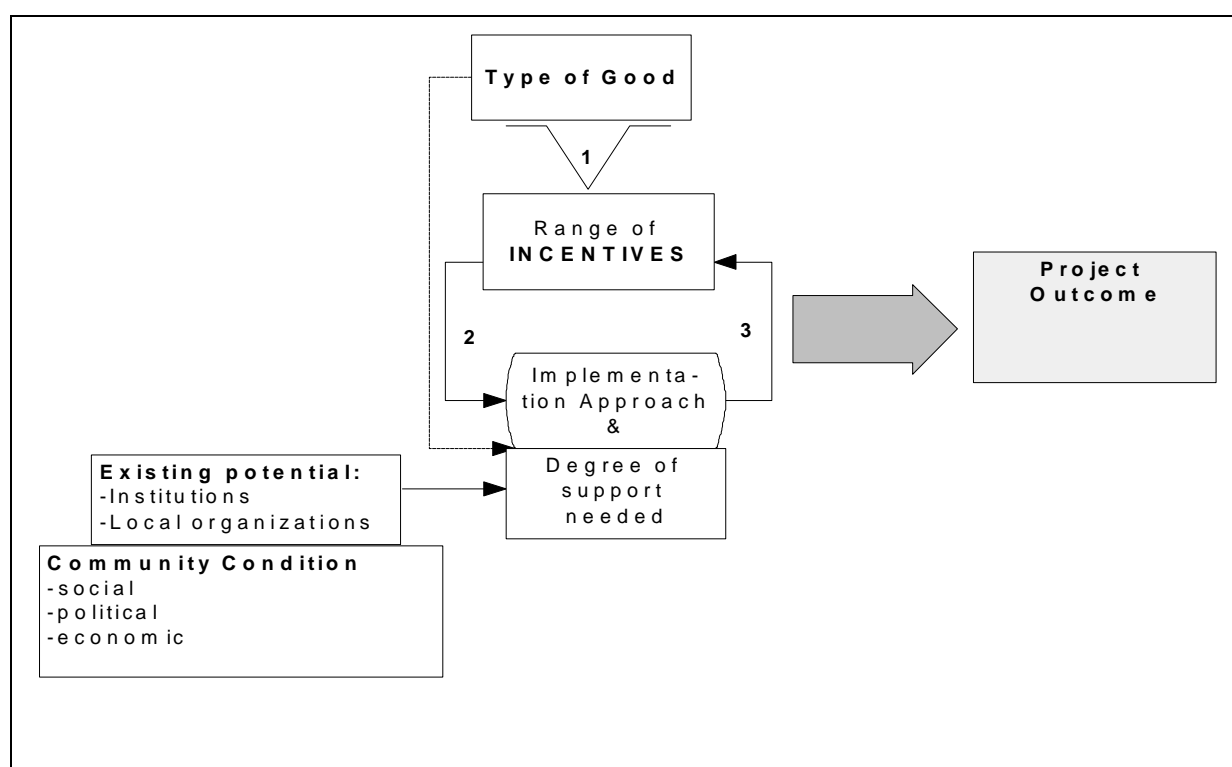 Type of Good
1
Range of
INCENTIVES
2
3
Project
Outcome
Implementa-
tion Approach
&
Degree of
support
needed
Existing potential:
-Institutions
-Local organizations
Community Condition
-social
-political
-economic